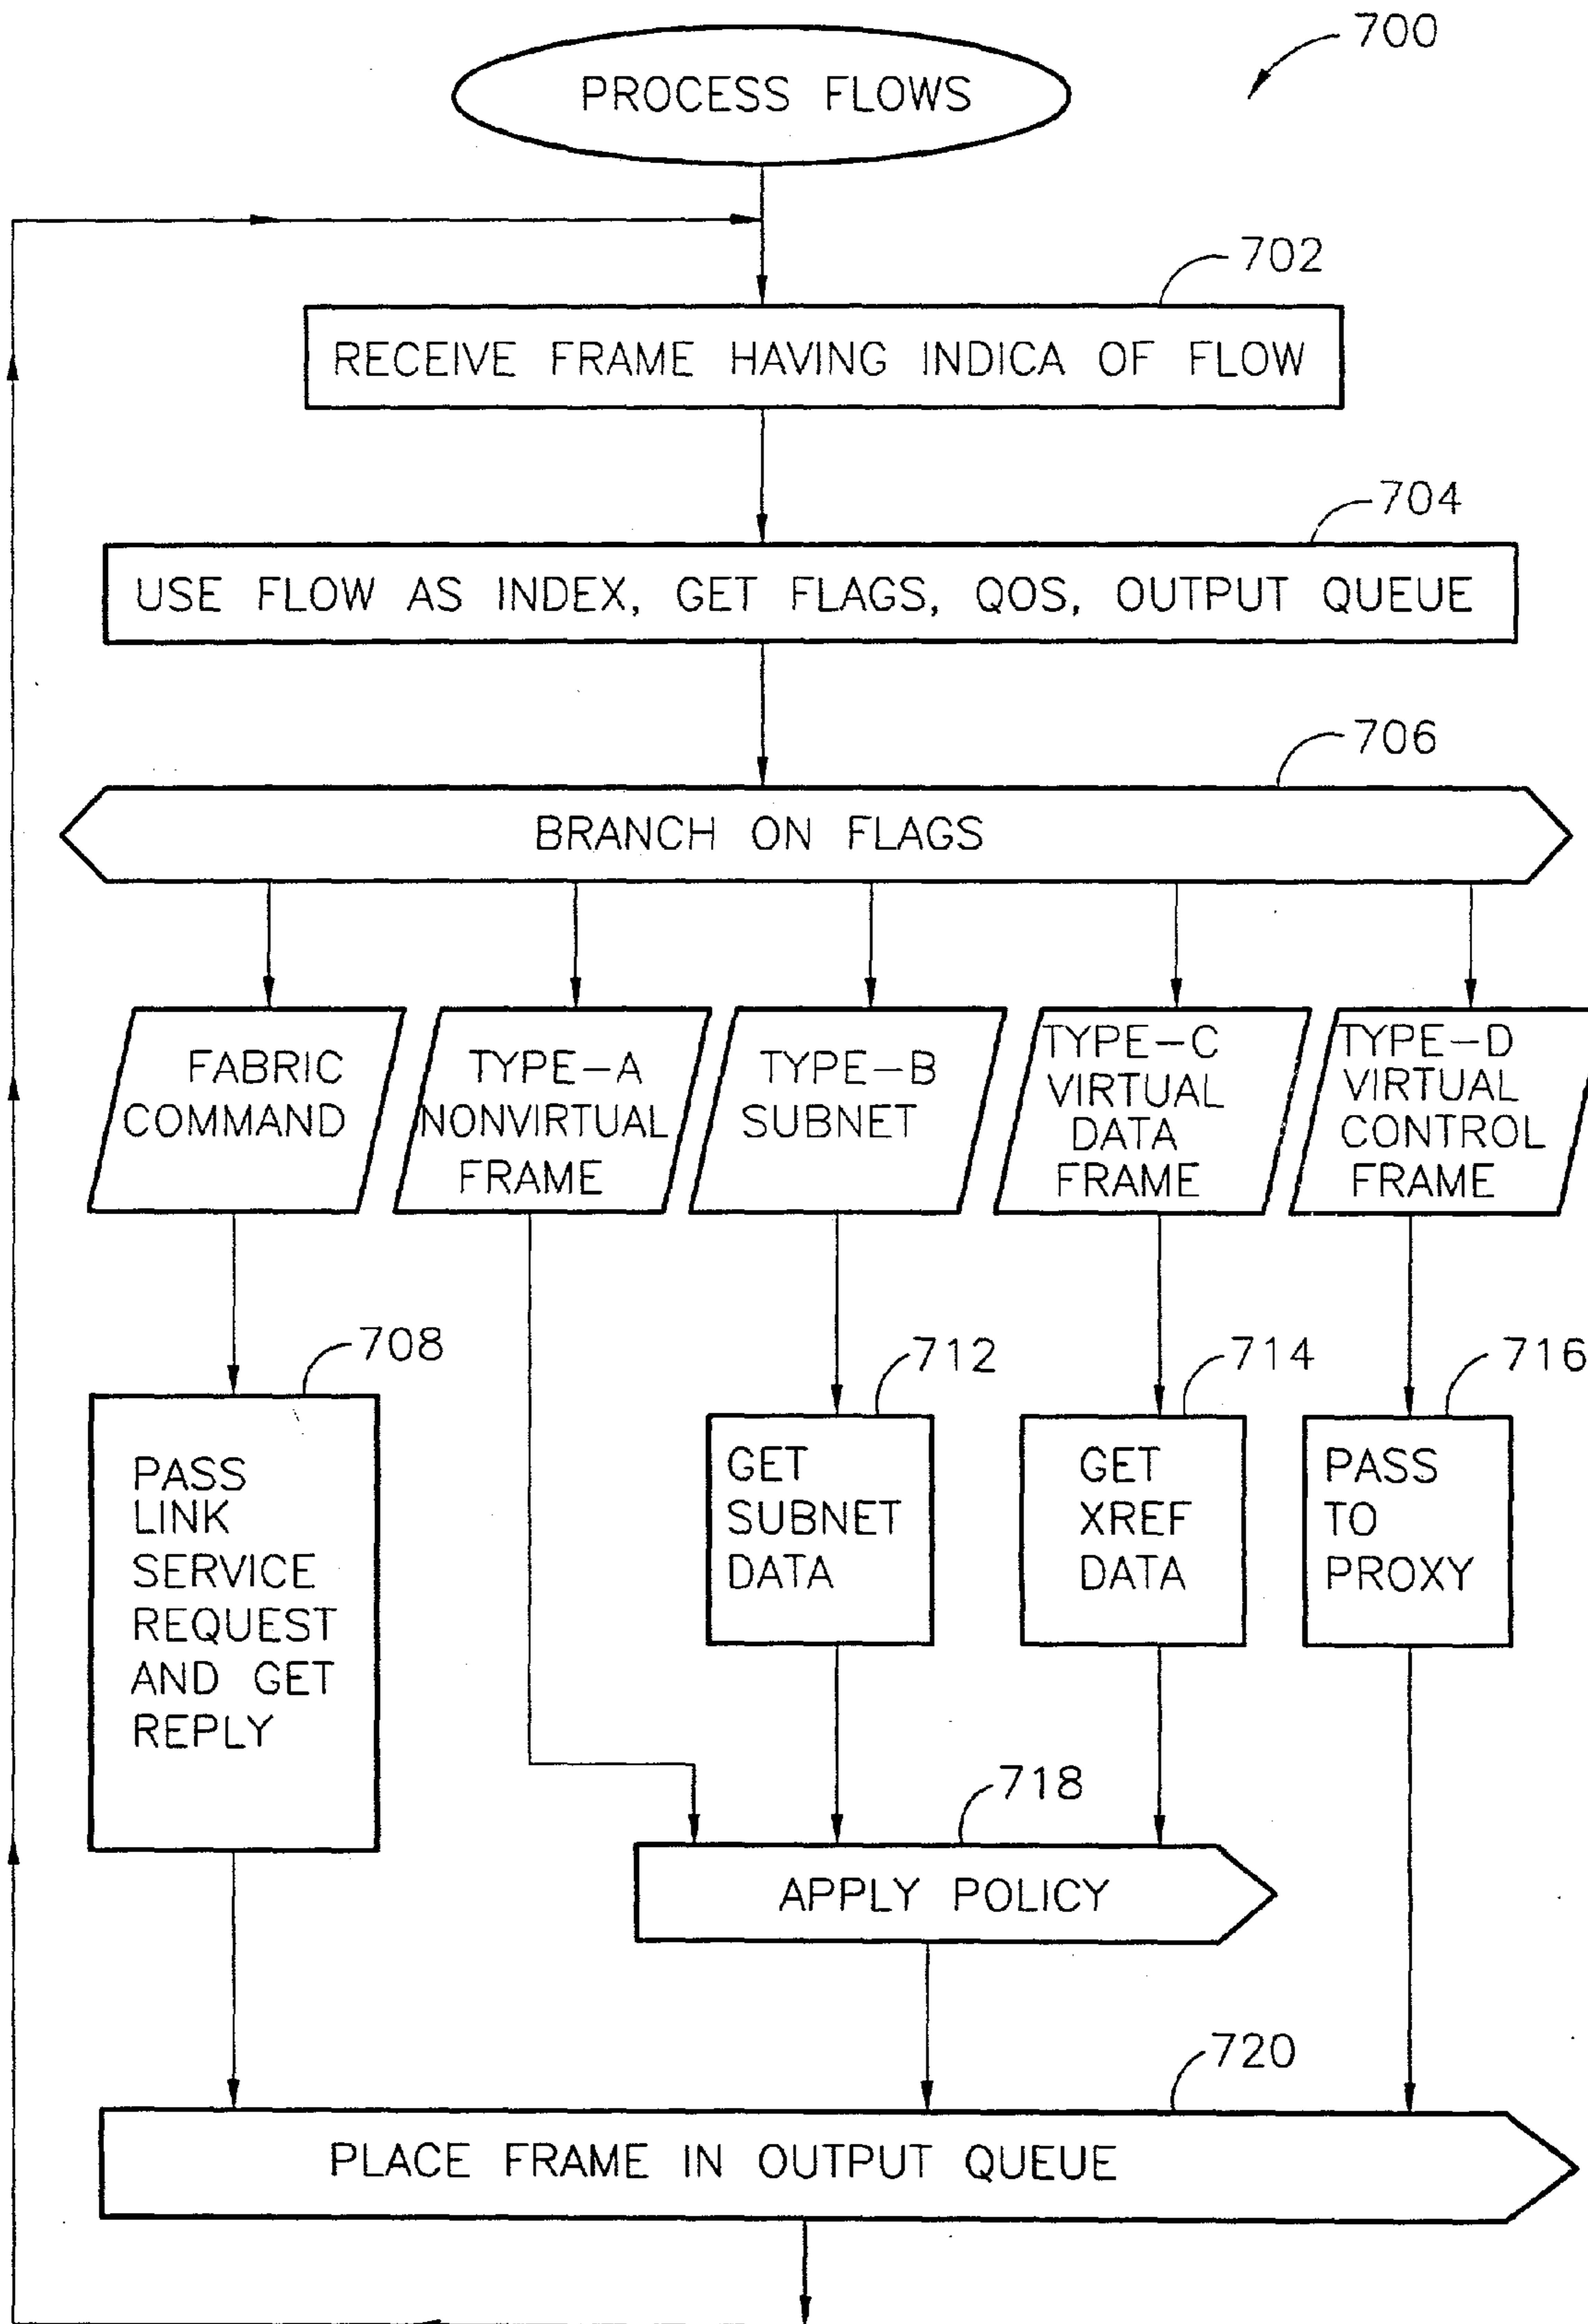 700
PROCESS FLOWS
702
RECEIVE FRAME HAVING INDICA OF FLOW
704
USE FLOW AS INDEX, GET FLAGS, QOS, OUTPUT QUEUE
706
BRANCH ON FLAGS
FABRIC
COMMAND
TYPE-A
NONVIRTUAL
FRAME
TYPE-B
SUBNET
TYPE-C
VIRTUAL
DATA
FRAME
TYPE-D
VIRTUAL
CONTROL
FRAME
708
PASS
LINK
SERVICE
REQUEST
AND GET
REPLY
712
GET
SUBNET
DATA
714
GET
XREF
DATA
716
PASS
TO
PROXY
718
APPLY POLICY
720
PLACE FRAME IN OUTPUT QUEUE